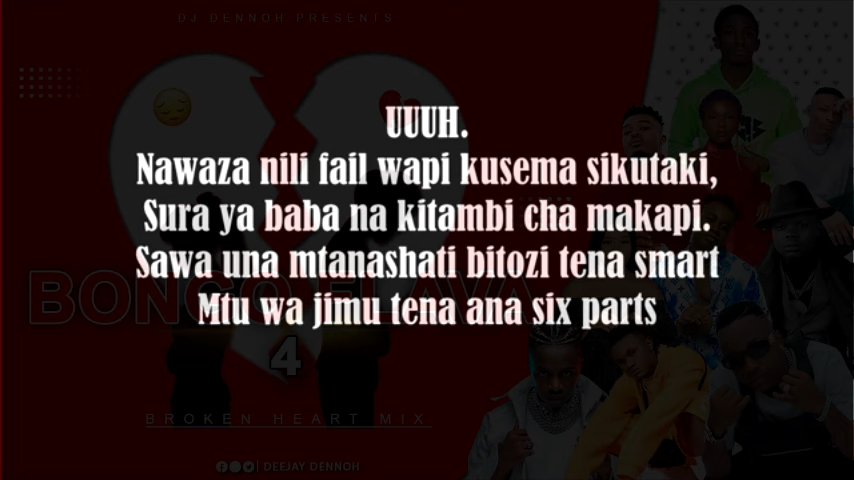 DJ DENNOH PRESENTS
UUUH.
Nawaza nili fail wapi kusema sikutaki,
Sura ya baba na kitambi cha makapi.
Sawa una mtanashati bitozi tena smart
Mtu wa jimu tena ana six parts
BONGO FLAVA
4
BROKEN HEART MIX
| DEEJAY DENNOH